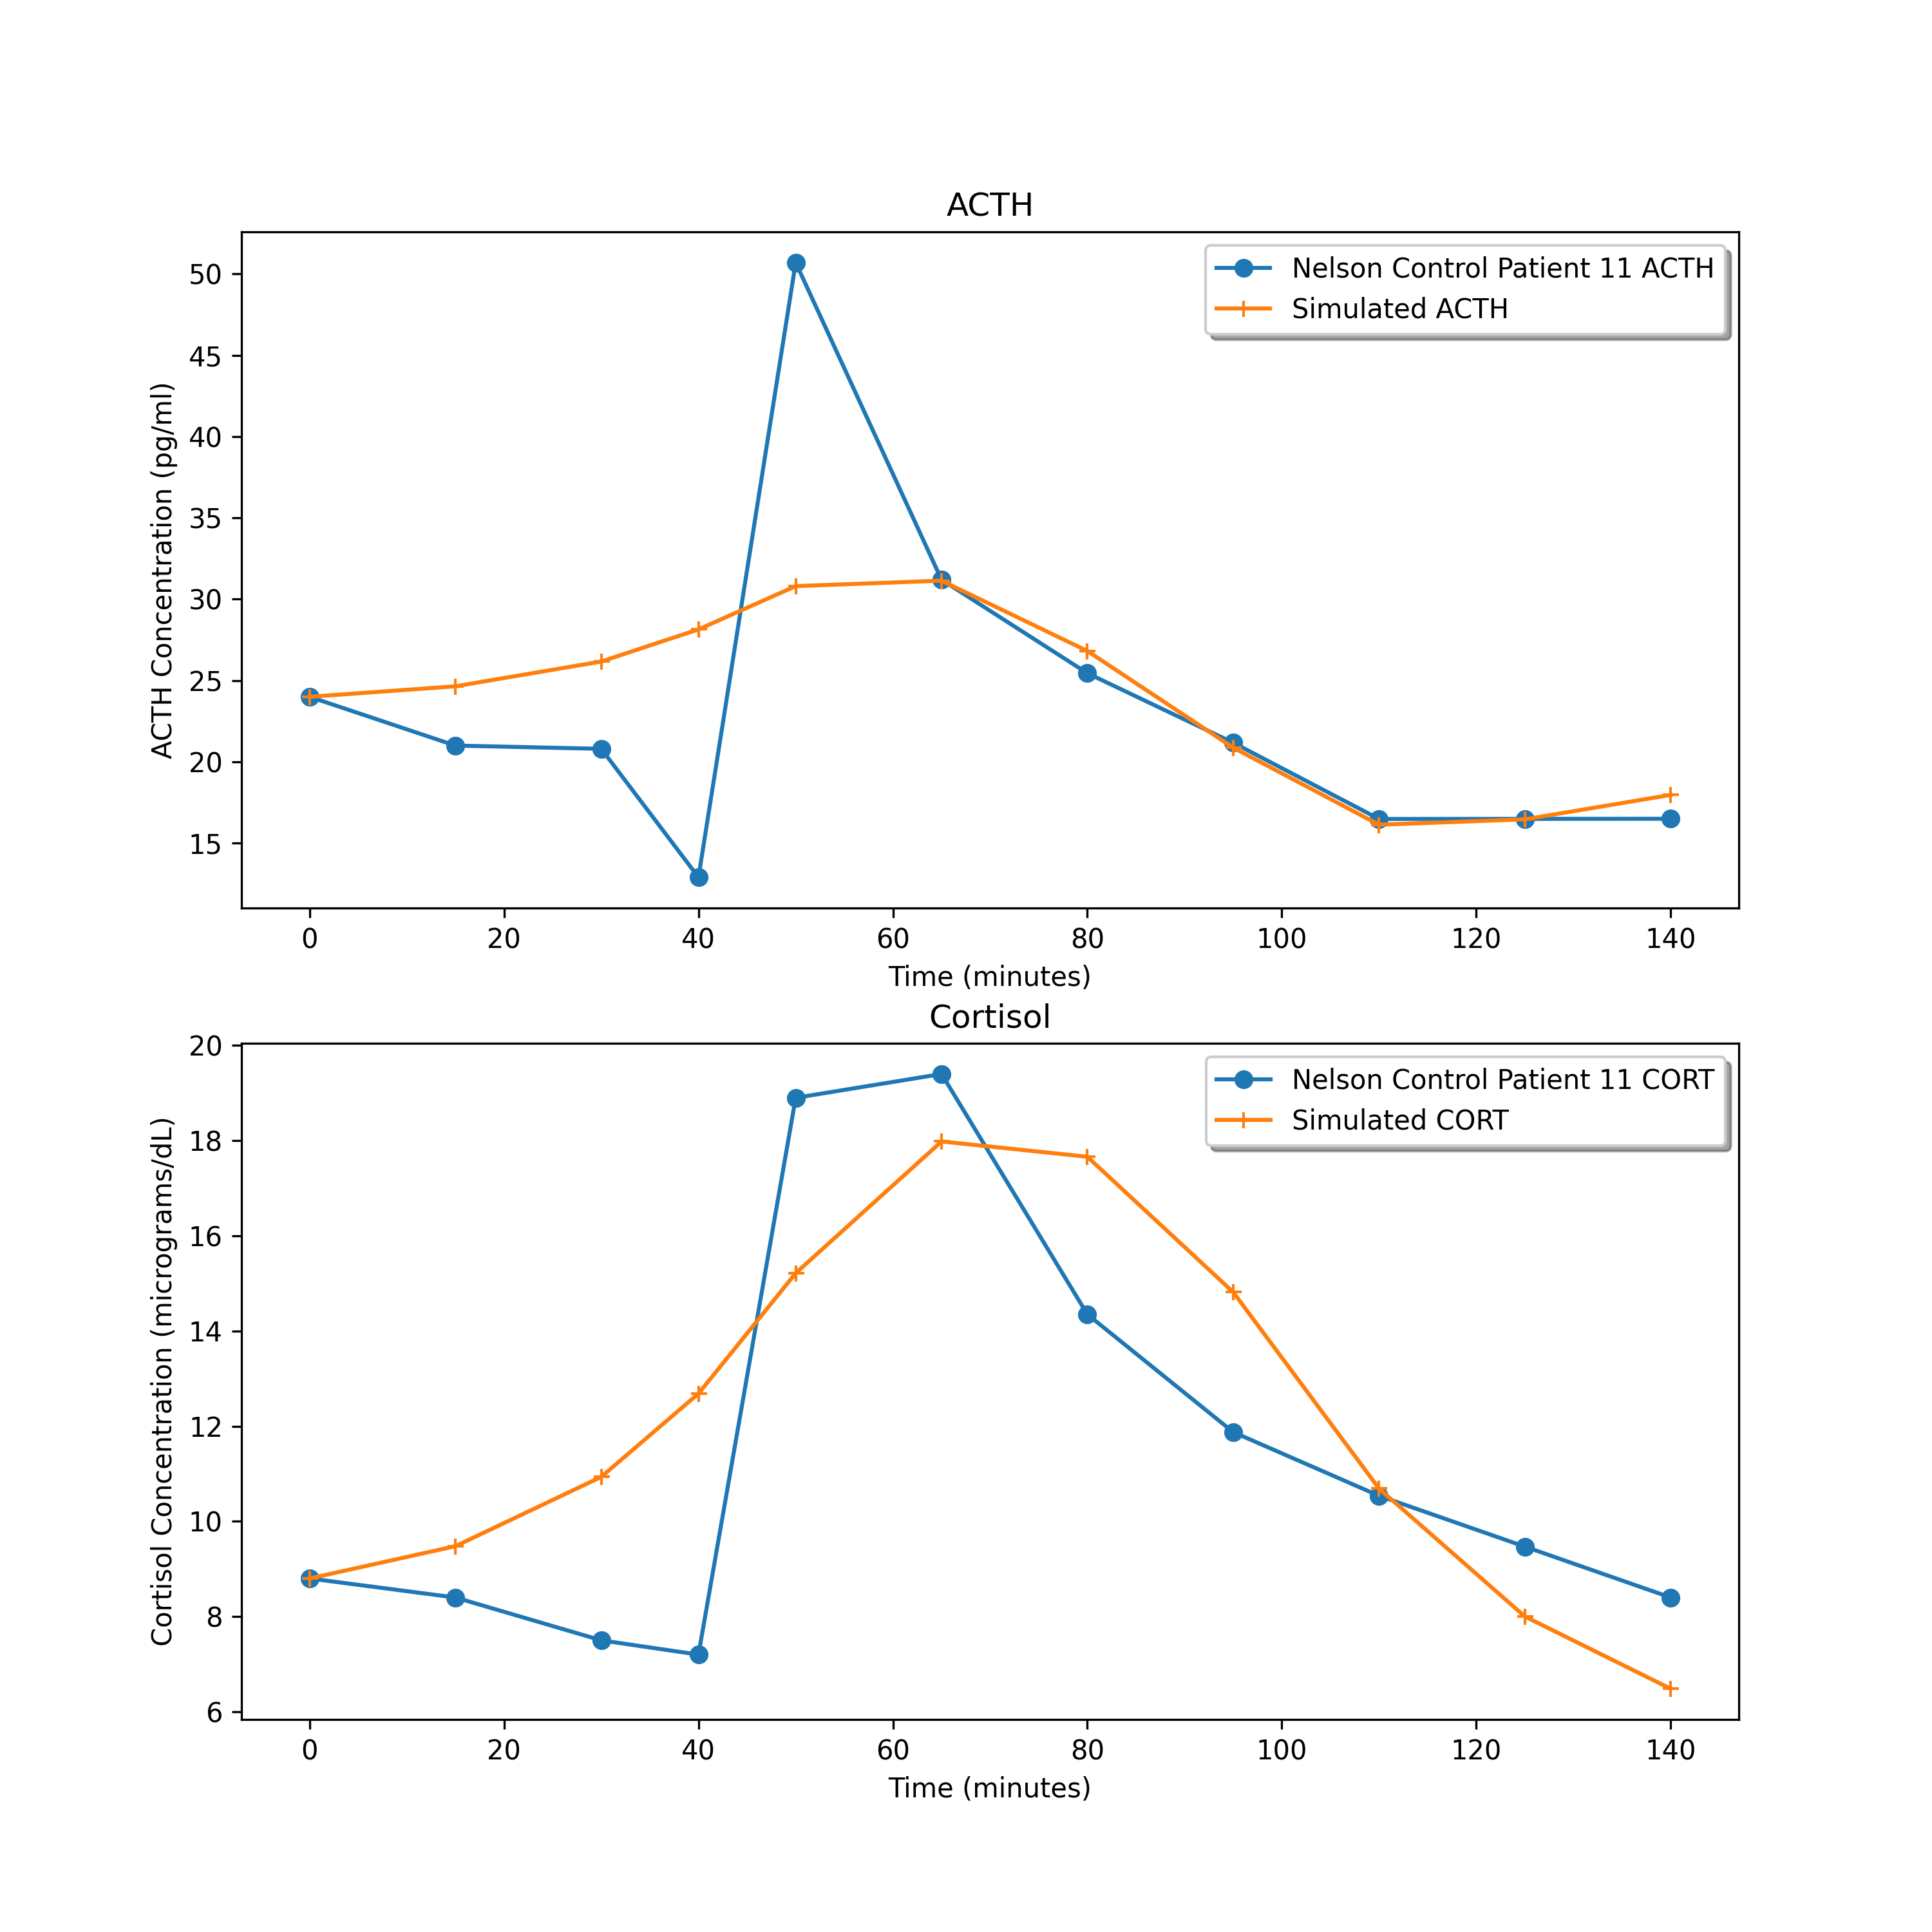 ACTH
50
45
40
35
30
25
20
15
ACTH Concentration (pg/ml)
Nelson Control Patient 11 ACTH
Simulated ACTH
0 20 40 60 80 100 120 140
Time (minutes)
Cortisol
20
18
16
14
12
10
8
6
Cortisol Concentration (micrograms/dL)
Nelson Control Patient 11 CORT
Simulated CORT
0 20 40 60 80 100 120 140
Time (minutes)